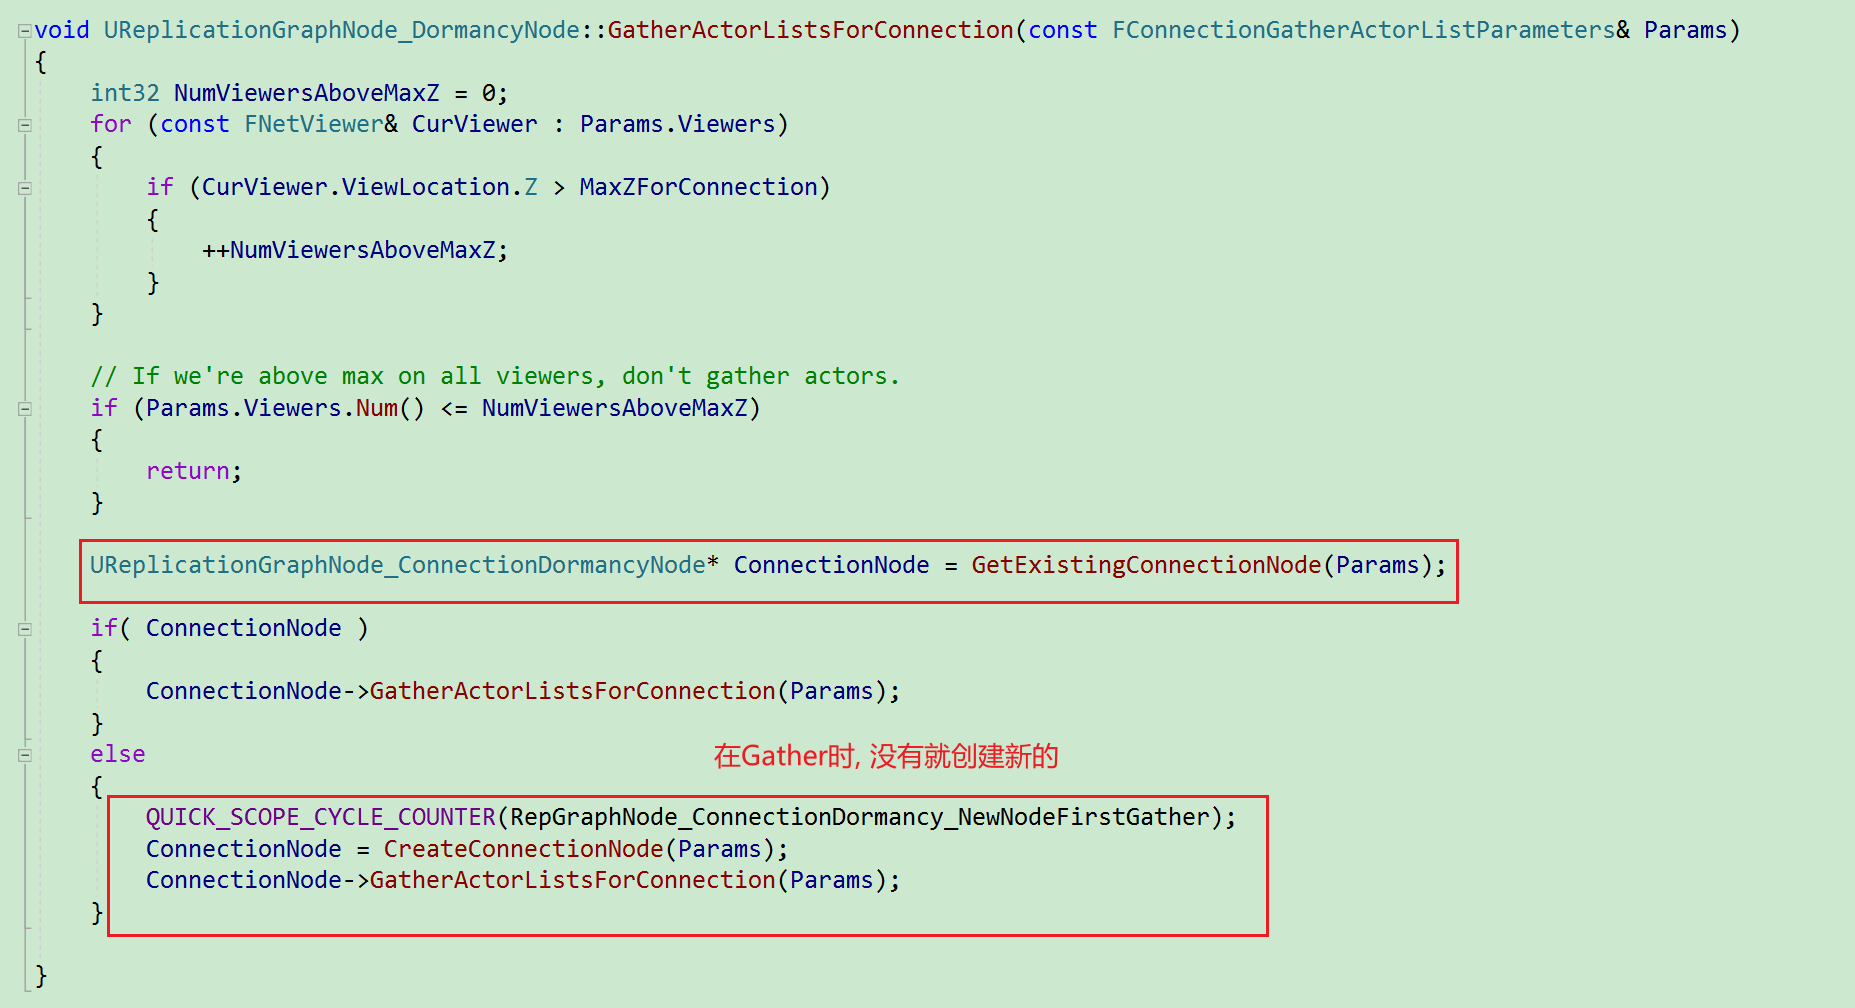 void UReplicationGraphNode_DormancyNode::GatherActorListsForConnection(const FConnectionGatherActorListParameters& Params)
{
    int32 NumViewersAboveMaxZ = 0;
    for (const FNetViewer& CurViewer : Params.Viewers)
    {
        if (CurViewer.ViewLocation.Z > MaxZForConnection)
        {
            ++NumViewersAboveMaxZ;
        }
    }

    // If we're above max on all viewers, don't gather actors.
    if (Params.Viewers.Num() <= NumViewersAboveMaxZ)
    {
        return;
    }

    UReplicationGraphNode_ConnectionDormancyNode* ConnectionNode = GetExistingConnectionNode(Params);

    if( ConnectionNode )
    {
        ConnectionNode->GatherActorListsForConnection(Params);
    }
    else
在Gather时, 没有就创建新的
    {
        QUICK_SCOPE_CYCLE_COUNTER(RepGraphNode_ConnectionDormancy_NewNodeFirstGather);
        ConnectionNode = CreateConnectionNode(Params);
        ConnectionNode->GatherActorListsForConnection(Params);
    }

}